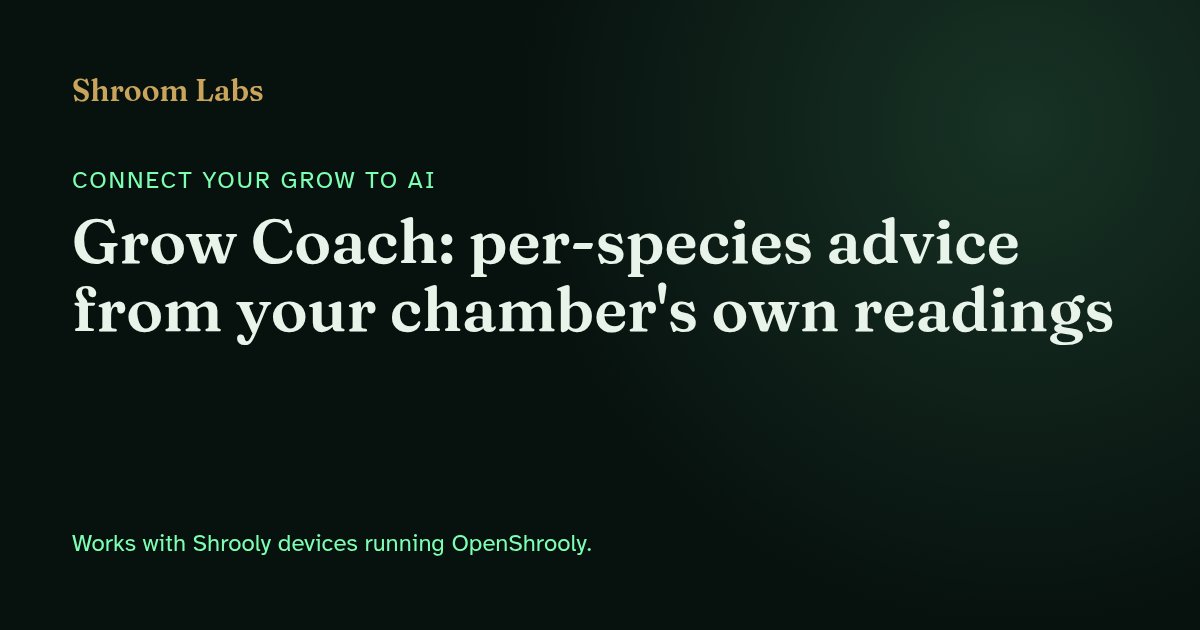 Shroom Labs
CONNECT YOUR GROW TO AI
Grow Coach: per-species advice
from your chamber's own readings
Works with Shrooly devices running OpenShrooly.